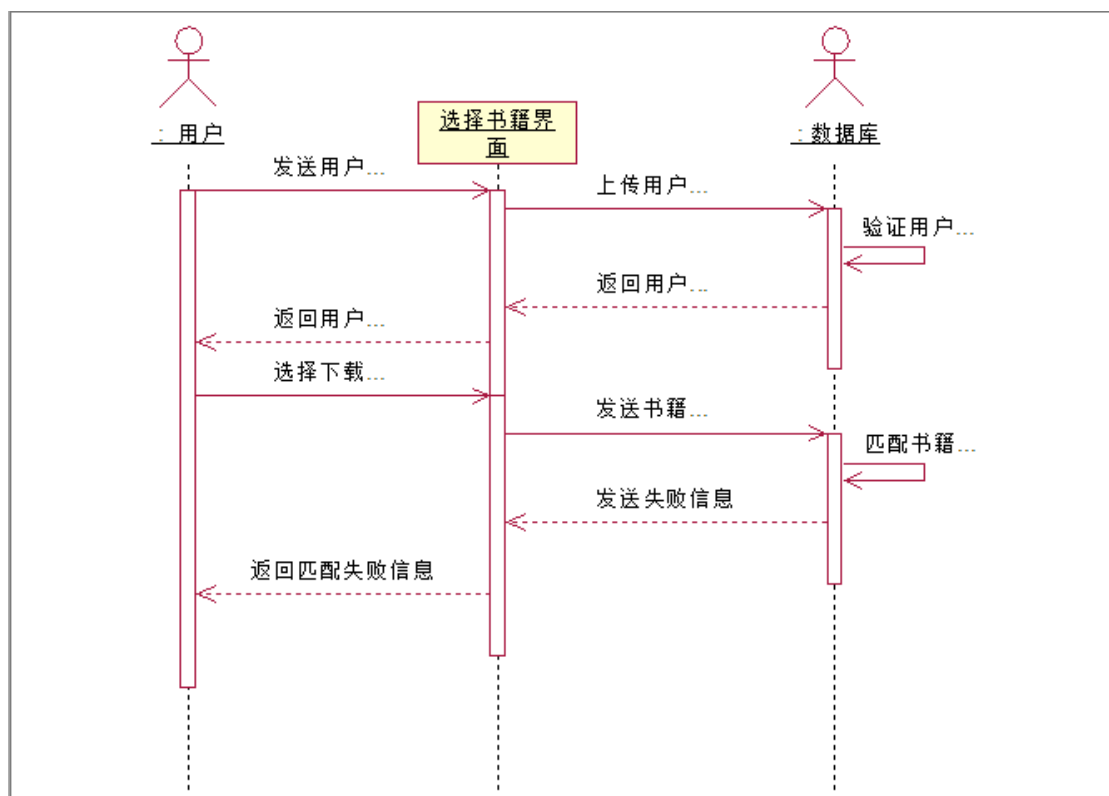 : 用户
选择书籍界
面
: 数据库
发送用户...
上传用户...
验证用户...
返回用户...
返回用户...
选择下载...
发送书籍...
匹配书籍...
发送失败信息
返回匹配失败信息